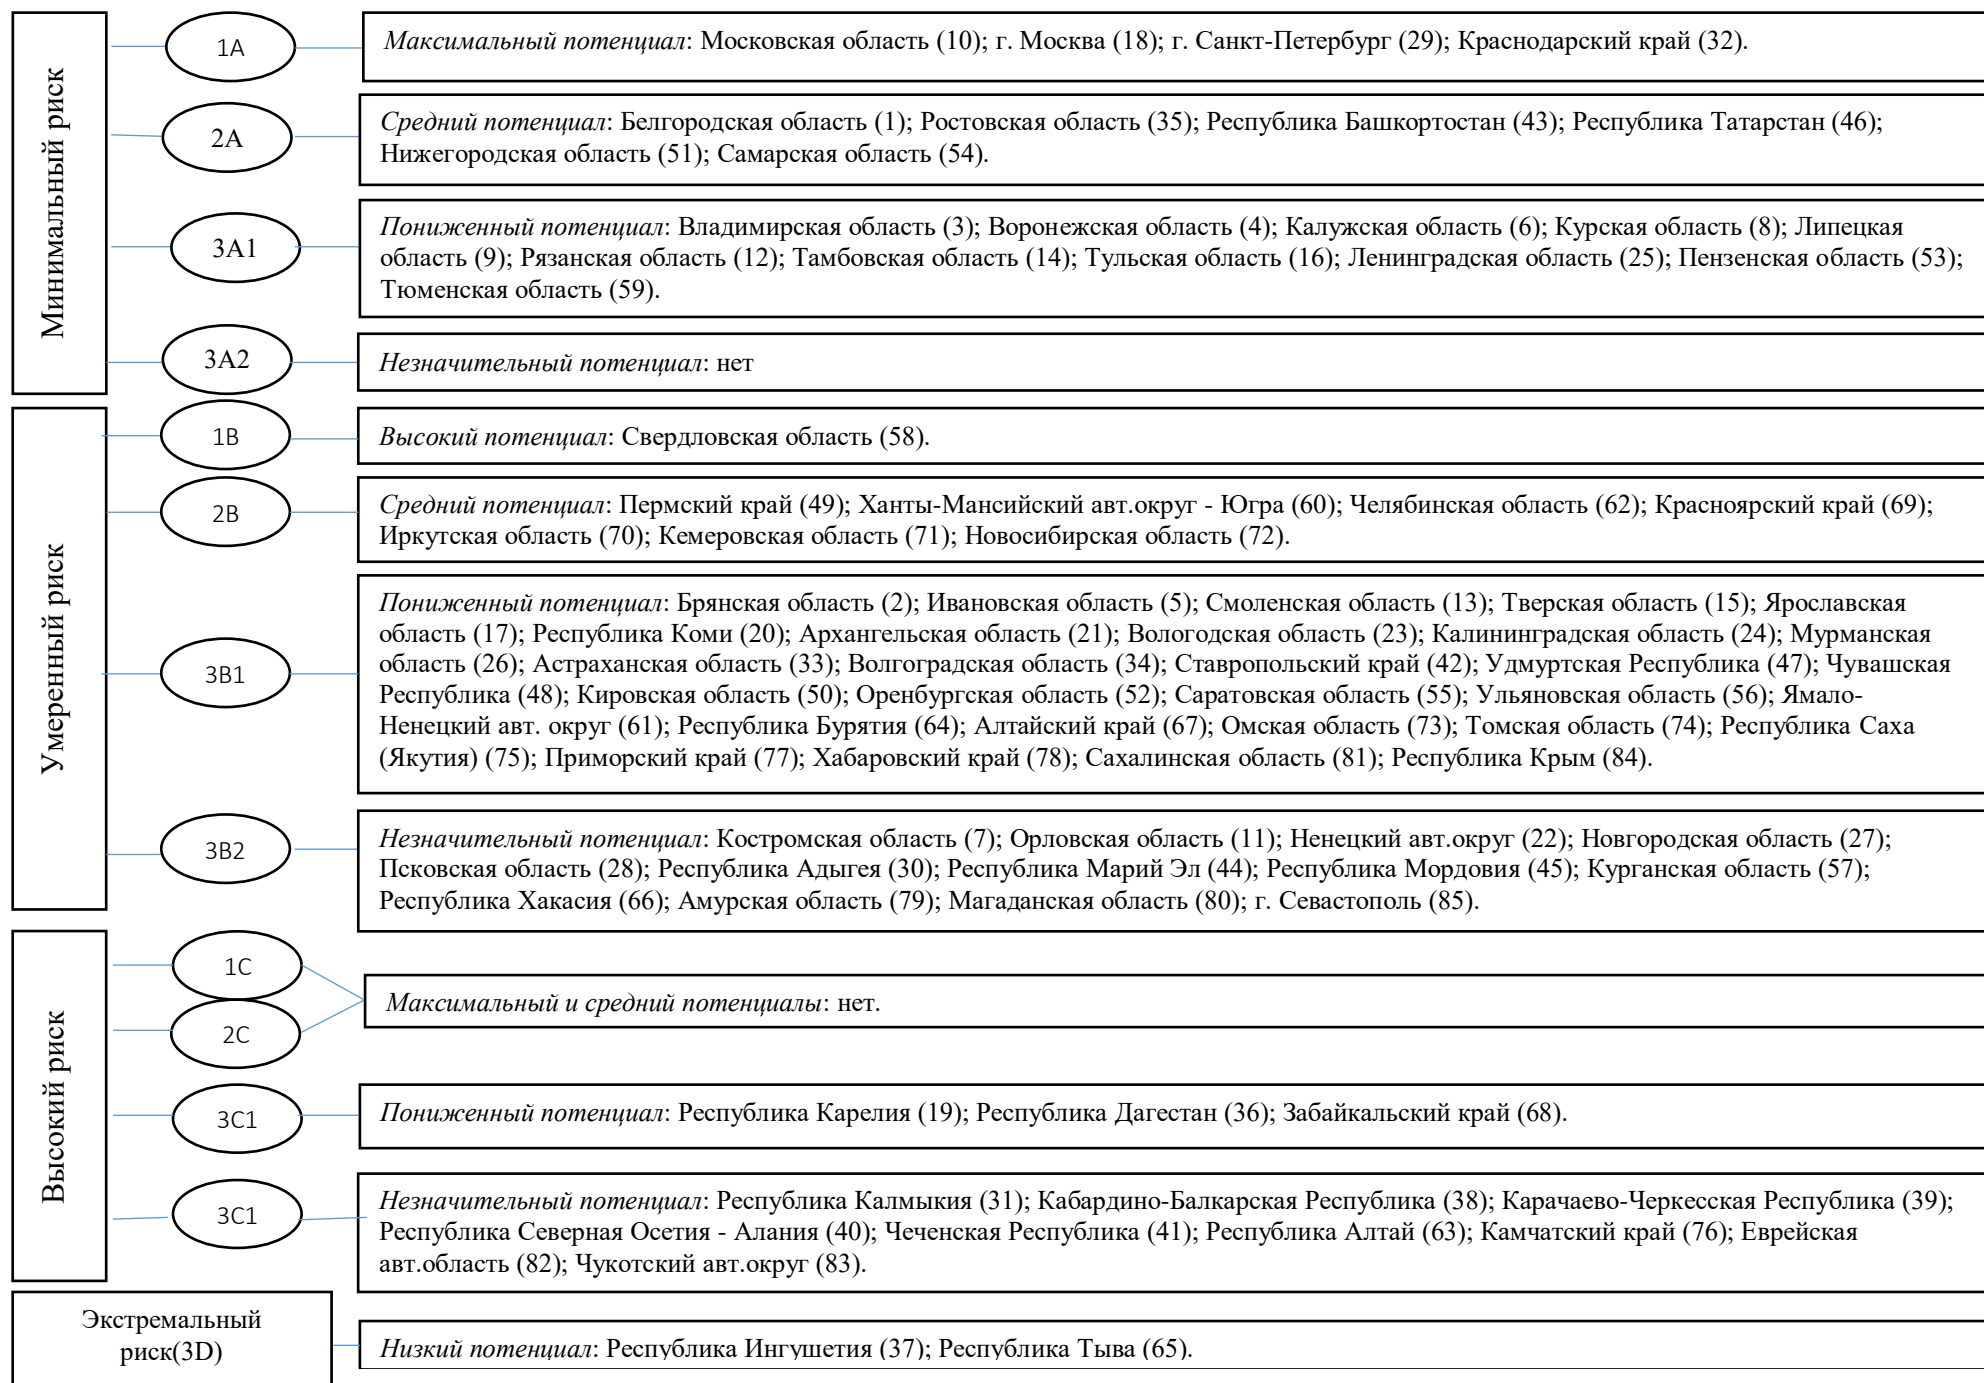 Минимальный риск
1A
Максимальный потенциал: Московская область (10); г. Москва (18); г. Санкт-Петербург (29); Краснодарский край (32).
2A
Средний потенциал: Белгородская область (1); Ростовская область (35); Республика Башкортостан (43); Республика Татарстан (46);
Нижегородская область (51); Самарская область (54).
3A1
Пониженный потенциал: Владимирская область (3); Воронежская область (4); Калужская область (6); Курская область (8); Липецкая
область (9); Рязанская область (12); Тамбовская область (14); Тульская область (16); Ленинградская область (25); Пензенская область (53);
Тюменская область (59).
3A2
Незначительный потенциал: нет
Умеренный риск
1B
Высокий потенциал: Свердловская область (58).
2B
Средний потенциал: Пермский край (49); Ханты-Мансийский авт.округ - Югра (60); Челябинская область (62); Красноярский край (69);
Иркутская область (70); Кемеровская область (71); Новосибирская область (72).
3B1
Пониженный потенциал: Брянская область (2); Ивановская область (5); Смоленская область (13); Тверская область (15); Ярославская
область (17); Республика Коми (20); Архангельская область (21); Вологодская область (23); Калининградская область (24); Мурманская
область (26); Астраханская область (33); Волгоградская область (34); Ставропольский край (42); Удмуртская Республика (47); Чувашская
Республика (48); Кировская область (50); Оренбургская область (52); Саратовская область (55); Ульяновская область (56); Ямало-
Ненецкий авт. округ (61); Республика Бурятия (64); Алтайский край (67); Омская область (73); Томская область (74); Республика Саха
(Якутия) (75); Приморский край (77); Хабаровский край (78); Сахалинская область (81); Республика Крым (84).
3B2
Незначительный потенциал: Костромская область (7); Орловская область (11); Ненецкий авт.округ (22); Новгородская область (27);
Псковская область (28); Республика Адыгея (30); Республика Марий Эл (44); Республика Мордовия (45); Курганская область (57);
Республика Хакасия (66); Амурская область (79); Магаданская область (80); г. Севастополь (85).
Высокий риск
1C
2C
Максимальный и средний потенциалы: нет.
3C1
Пониженный потенциал: Республика Карелия (19); Республика Дагестан (36); Забайкальский край (68).
3C1
Незначительный потенциал: Республика Калмыкия (31); Кабардино-Балкарская Республика (38); Карачаево-Черкесская Республика (39);
Республика Северная Осетия - Алания (40); Чеченская Республика (41); Республика Алтай (63); Камчатский край (76); Еврейская
авт.область (82); Чукотский авт.округ (83).
Экстремальный
риск(3D)
Низкий потенциал: Республика Ингушетия (37); Республика Тыва (65).